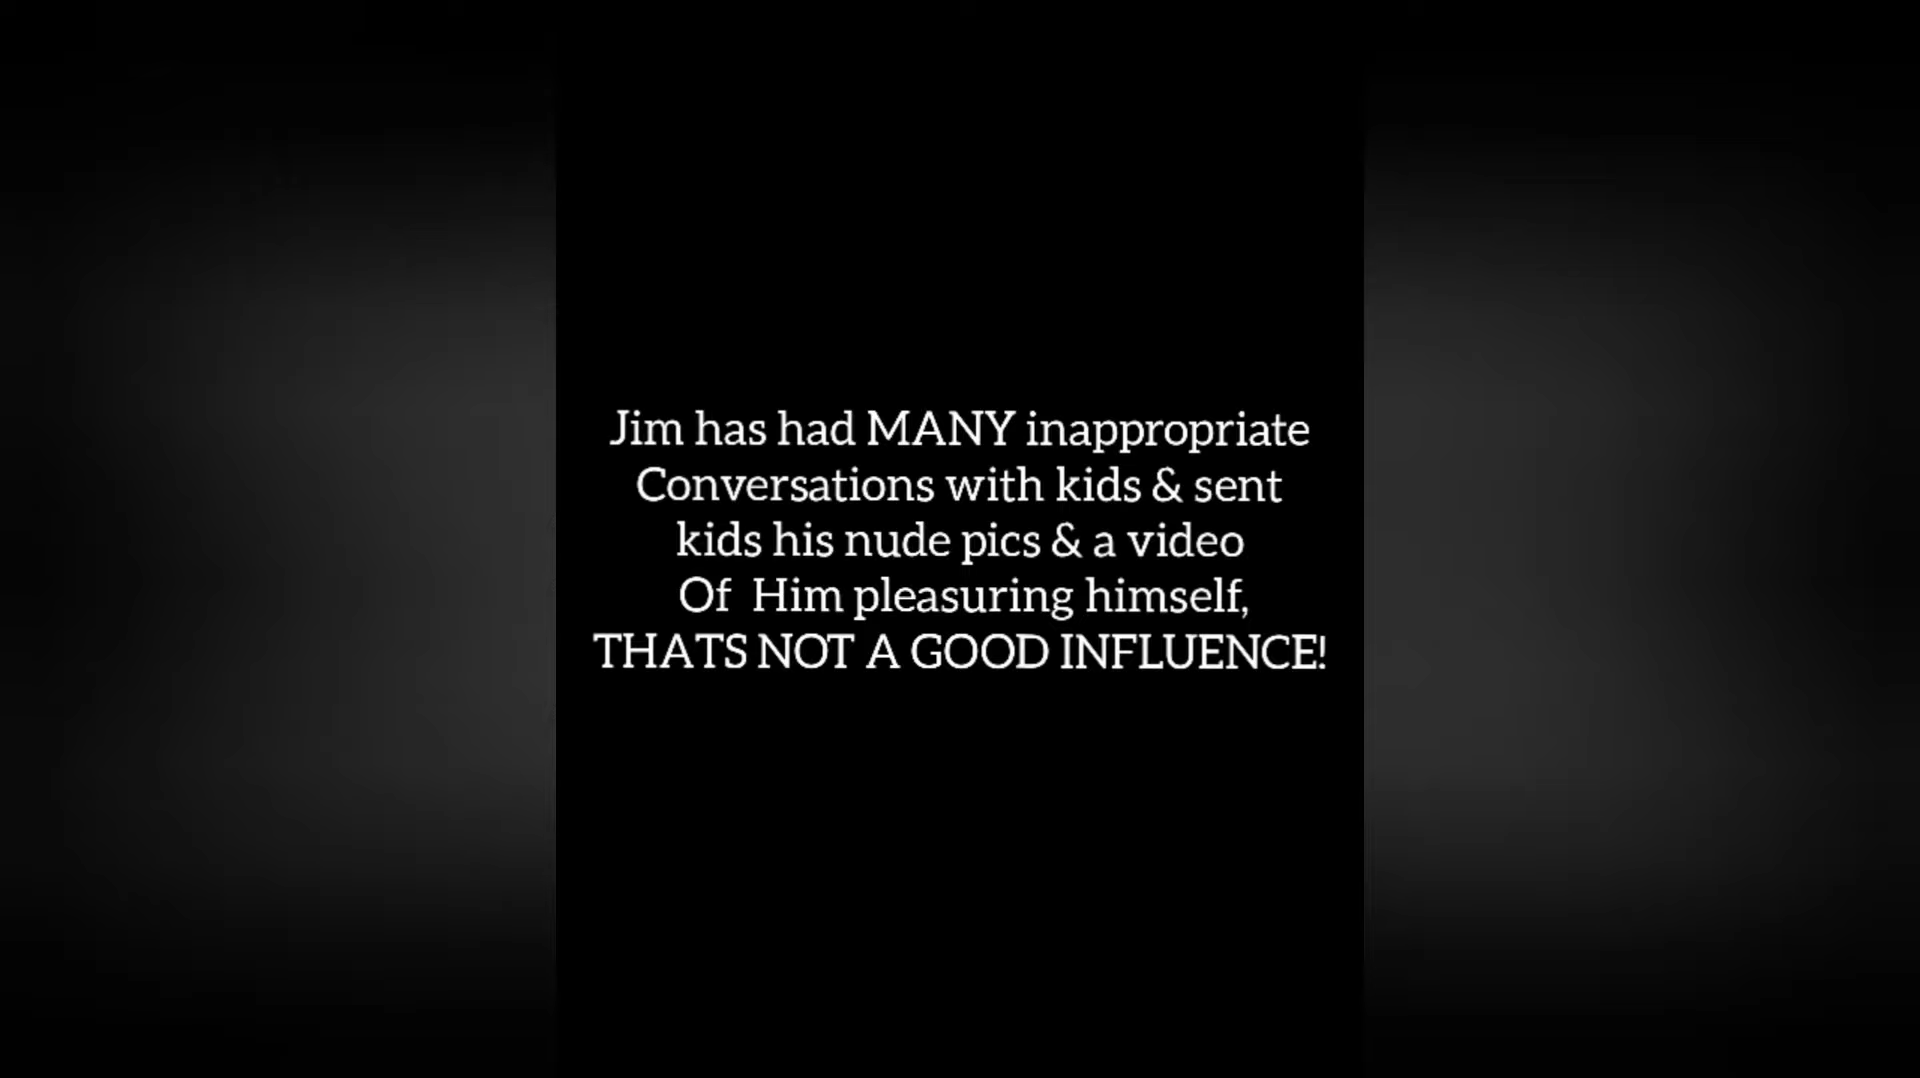 Jim has had MANY inappropriate
Conversations with kids & sent
kids his nude pics & a video
Of Him pleasuring himself,
THATS NOT A GOOD INFLUENCE!